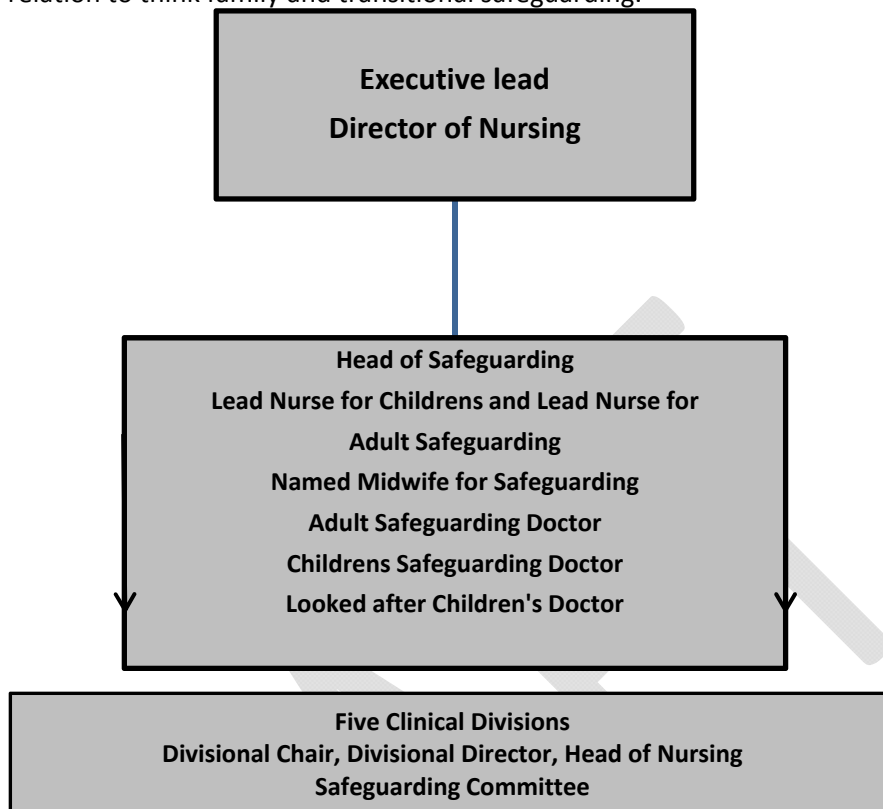 relation to think family and transitional safeguarding.
Executive lead
Director of Nursing
Head of Safeguarding
Lead Nurse for Childrens and Lead Nurse for
Adult Safeguarding
Named Midwife for Safeguarding
Adult Safeguarding Doctor
Childrens Safeguarding Doctor
Looked after Children's Doctor
Five Clinical Divisions
Divisional Chair, Divisional Director, Head of Nursing
Safeguarding Committee